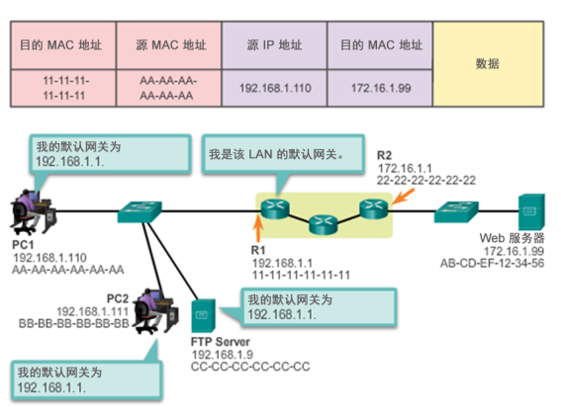 目的 MAC 地址
源 MAC 地址
源 IP 地址
目的 MAC 地址
数据
11-11-11-
11-11-11
AA-AA-AA-
AA-AA-AA
192.168.1.110
172.16.1.99
我的默认网关为
192.168.1.1.
我是该 LAN 的默认网关。
R2
172.16.1.1
22-22-22-22-22-22
PC1
192.168.1.110
AA-AA-AA-AA-AA-AA
R1
192.168.1.1
11-11-11-11-11-11
Web 服务器
172.16.1.99
AB-CD-EF-12-34-56
PC2
192.168.1.111
BB-BB-BB-BB-BB-BB
我的默认网关为
192.168.1.1.
FTP Server
192.168.1.9
CC-CC-CC-CC-CC-CC
我的默认网关为
192.168.1.1.